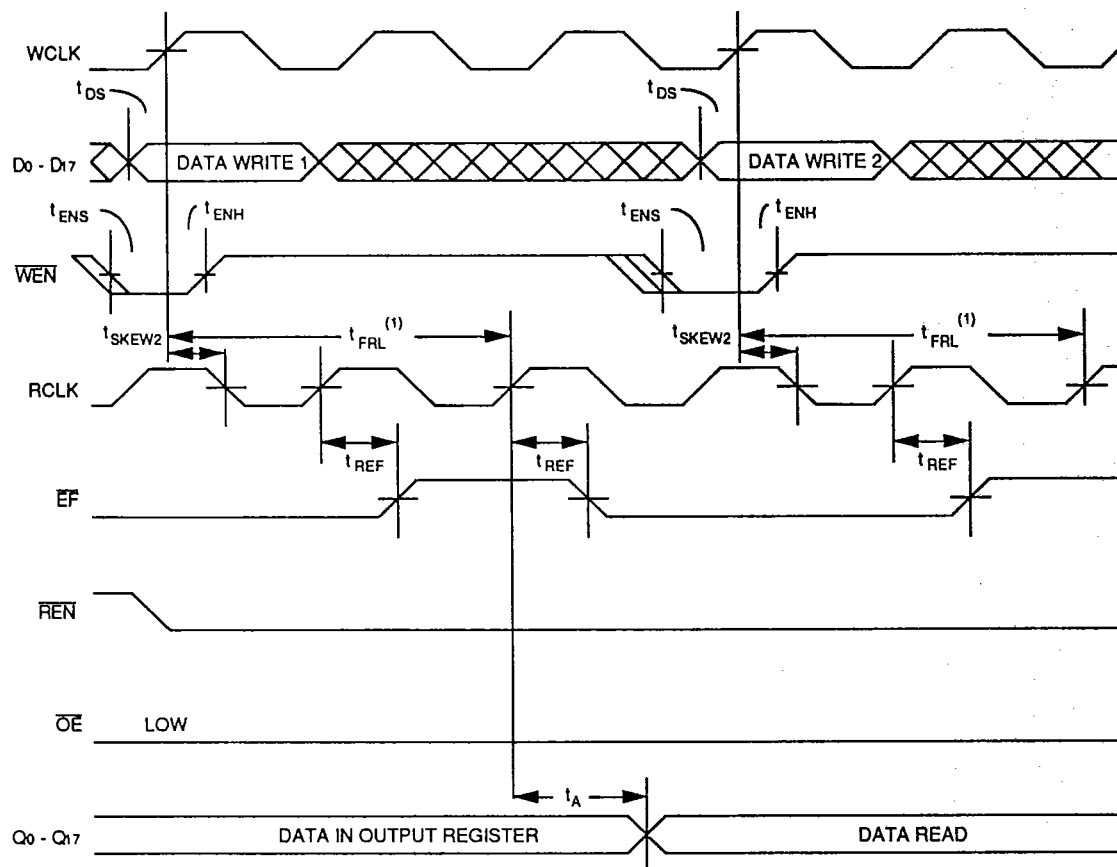 WCLK
tDS
tDS
D0 - D17
DATA WRITE 1
DATA WRITE 2
tENS
tENH
tENS
tENH
WEN
tSKEW2
tFRL(1)
tSKEW2
tFRL(1)
RCLK
tREF
tREF
tREF
EF
REN
OE
LOW
tA
Q0 - Q17
DATA IN OUTPUT REGISTER
DATA READ